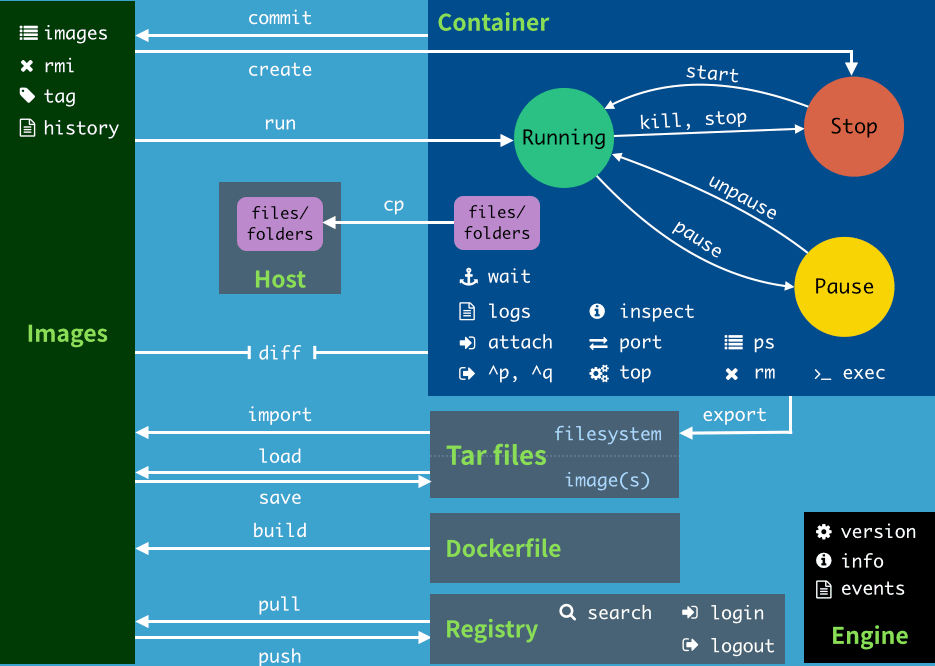 images
rmi
tag
history
Images
commit
create
run
cp
diff
import
load
save
build
pull
push
Container
Running
start
kill, stop
Stop
unpause
pause
Pause
files/
folders
Host
files/
folders
wait
logs
inspect
attach
port
ps
^p, ^q
top
rm
>_ exec
export
Tar files
filesystem
image(s)
Dockerfile
Registry
search
login
logout
version
info
events
Engine